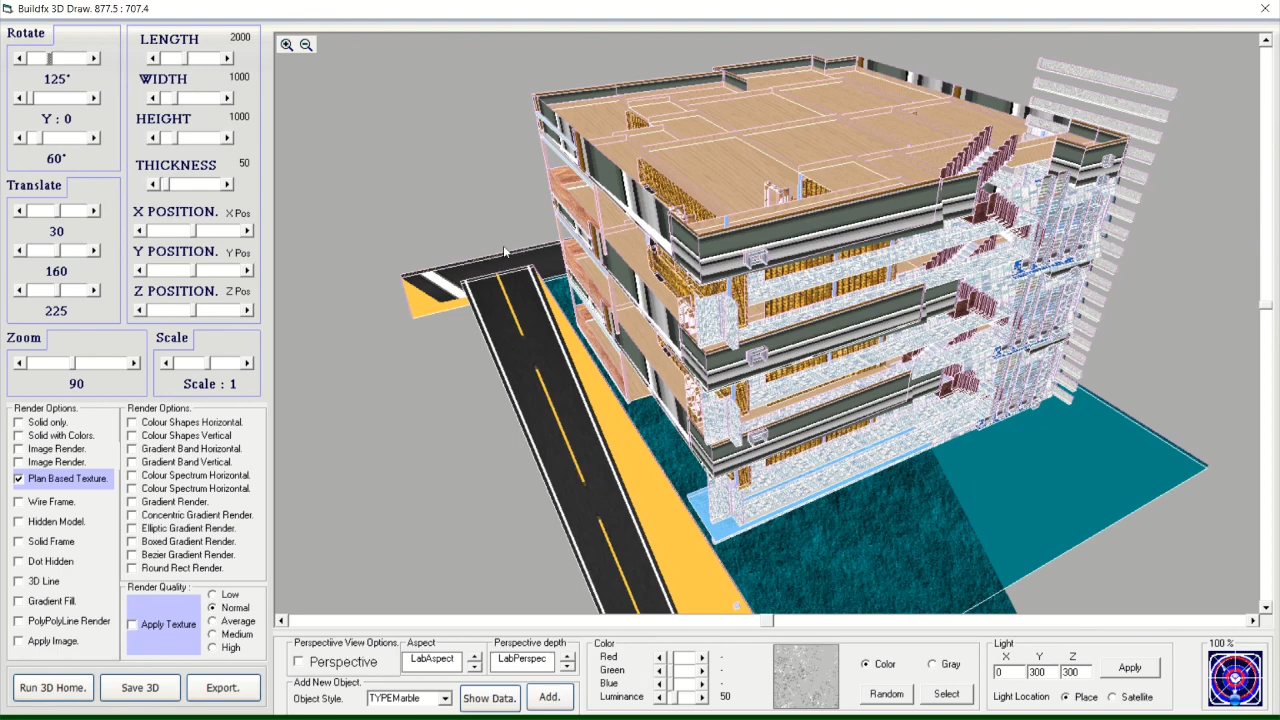 Buildfx 3D Draw. 877.5 : 707.4
Rotate
125°
Y : 0
60°
Translate
30
160
225
LENGTH 2000
WIDTH 1000
HEIGHT 1000
THICKNESS 50
X POSITION. X Pos
Y POSITION. Y Pos
Z POSITION. Z Pos
Zoom
90
Scale
Scale : 1
Render Options.
Solid only.
Solid with Colors.
Image Render.
Image Render.
Plan Based Texture.
Wire Frame.
Hidden Model.
Solid Frame
Dot Hidden
3D Line
Gradient Fill.
PolyPolyLine Render
Apply Image.
Render Options.
Colour Shapes Horizontal.
Colour Shapes Vertical
Gradient Band Horizontal.
Gradient Band Vertical.
Colour Spectrum Horizontal.
Colour Spectrum Horizontal.
Gradient Render.
Concentric Gradient Render.
Elliptic Gradient Render.
Boxed Gradient Render.
Bezier Gradient Render.
Round Rect Render.
Render Quality :
Apply Texture
Low
Normal
Average
Medium
High
Run 3D Home.
Save 3D
Export.
Perspective View Options.
Perspective
Aspect
LabAspect
Perspective depth
LabPerspec
Add New Object.
Object Style:
TYPEMarble
Show Data.
Add.
Color
Red -
Green -
Blue -
Luminance 50
Color
Gray
Random
Select
Light
X Y Z
0 300 300
Apply
Light Location
Place
Satellite
100 %